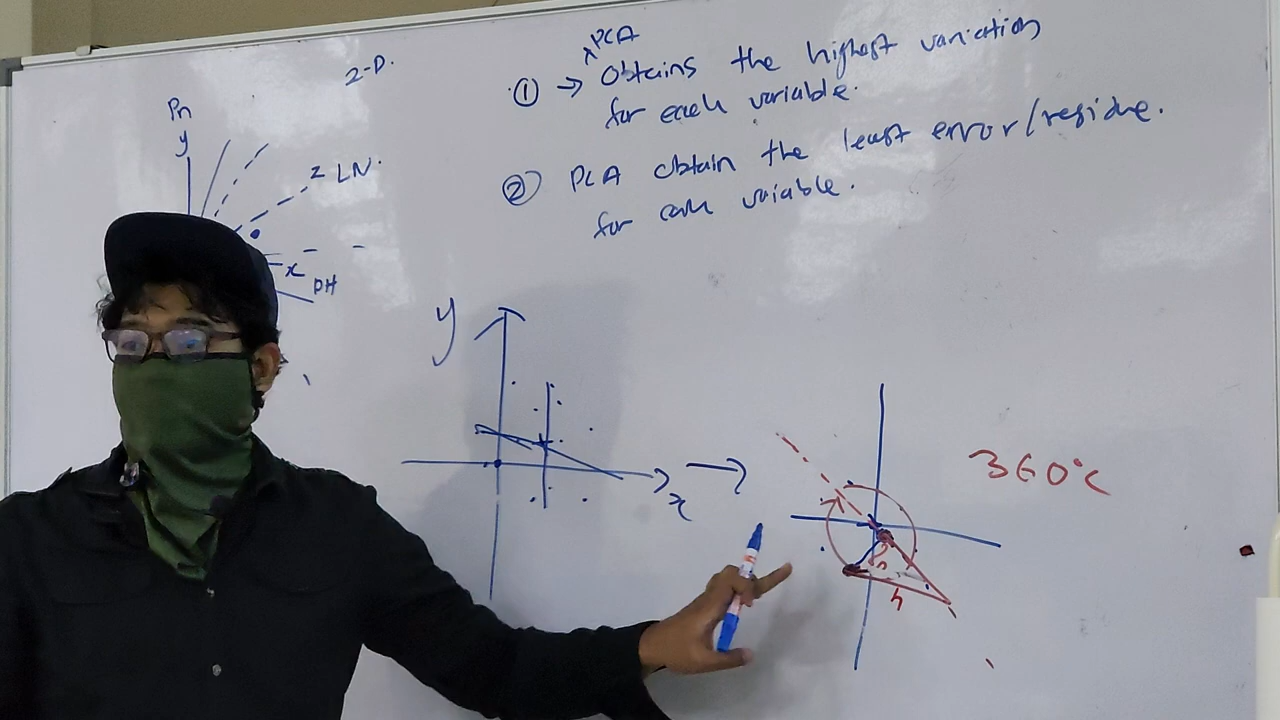 2-D.
Pn
y
z LN.
x
PH
PCA
① → Obtains the highest variation
for each variable.
② PCA obtain the least error/residue.
for each variable.
y
x
360°c
h